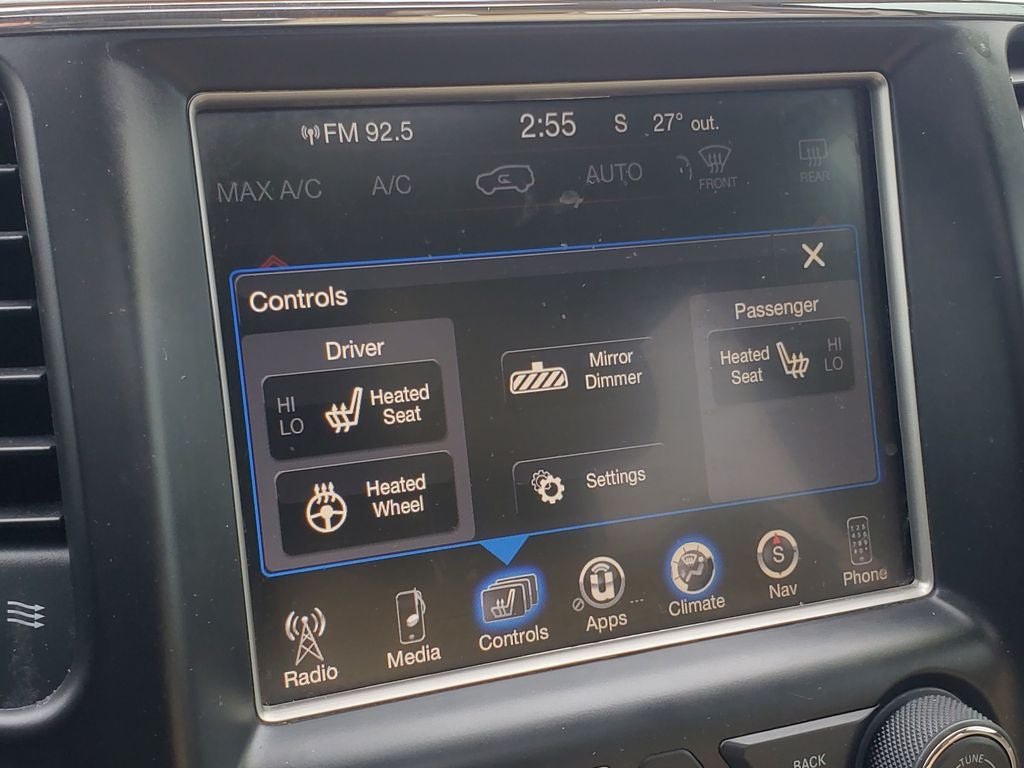 FM 92.5 2:55 S 27° out.
MAX A/C A/C AUTO FRONT REAR
Controls X
Driver
HI
LO
Heated
Seat
Heated
Wheel
Mirror
Dimmer
Settings
Passenger
Heated
Seat
HI
LO
Radio Media Controls Apps Climate S Nav Phone
BACK
TUNE